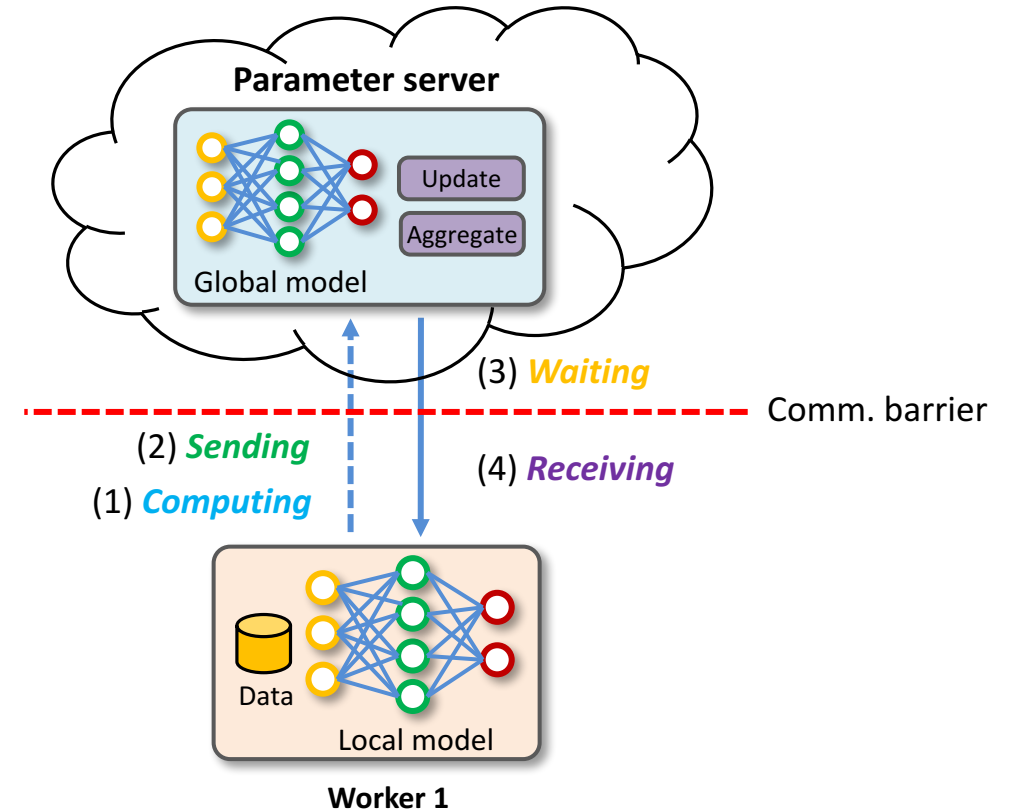 Parameter server
Update
Aggregate
Global model
(3) Waiting
Comm. barrier
(2) Sending
(4) Receiving
(1) Computing
Data
Local model
Worker 1